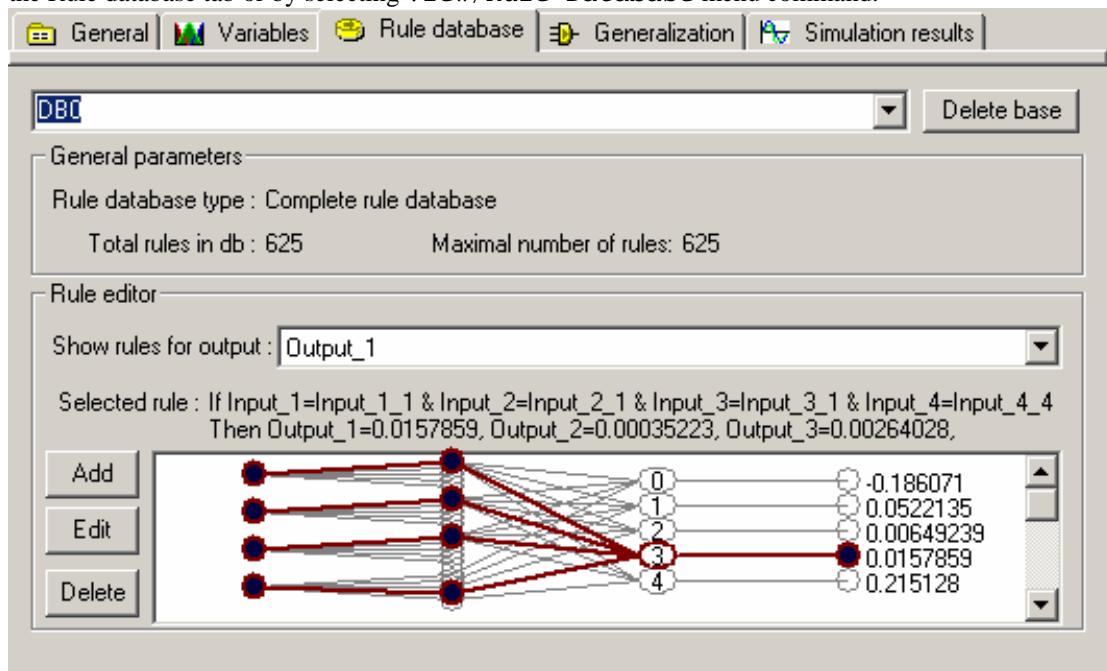 the Rule database tab or by selecting View/Rule Database menu command.
General Variables Rule database Generalization Simulation results
DB0 Delete base
General parameters
Rule database type : Complete rule database
Total rules in db : 625 Maximal number of rules: 625
Rule editor
Show rules for output : Output_1
Selected rule : If Input_1=Input_1_1 & Input_2=Input_2_1 & Input_3=Input_3_1 & Input_4=Input_4_4
Then Output_1=0.0157859, Output_2=0.00035223, Output_3=0.00264028,
Add
Edit
Delete
0 -0.186071
1 0.0522135
2 0.00649239
3 0.0157859
4 0.215128